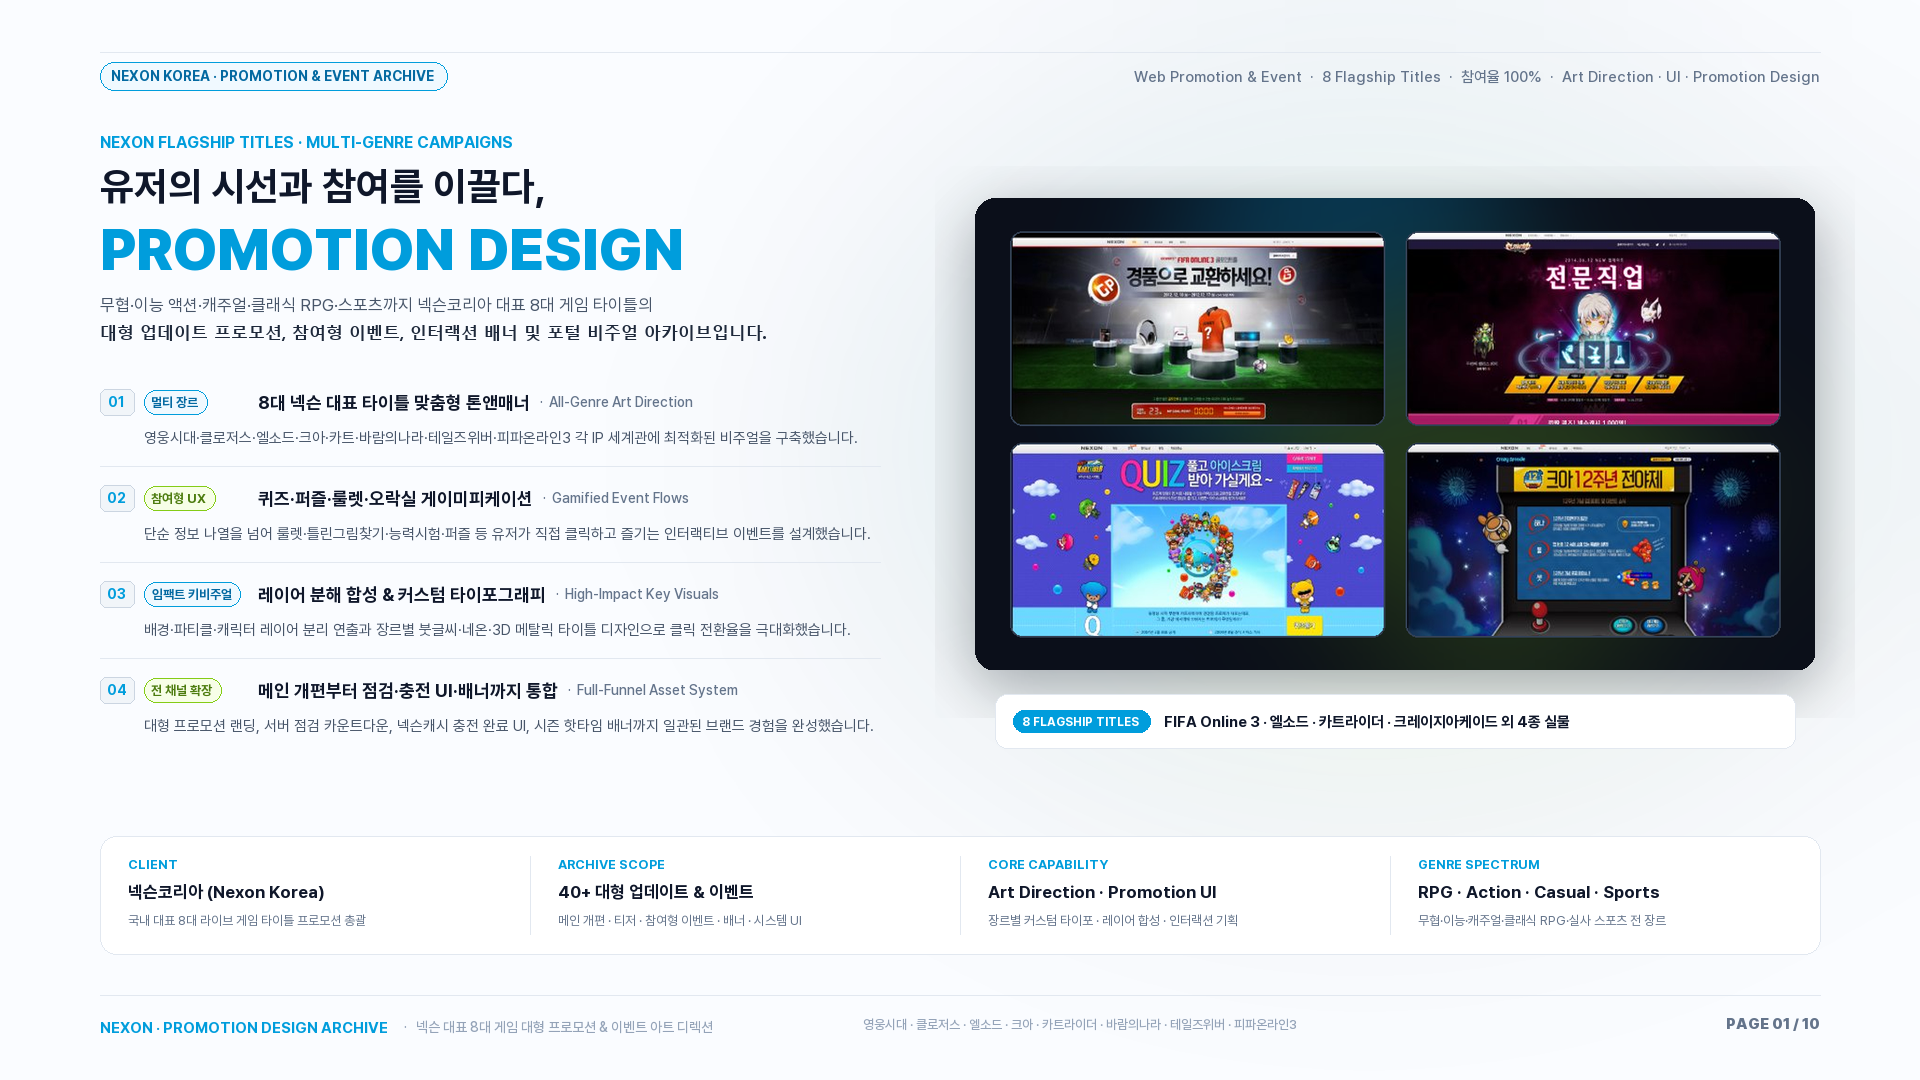 NEXON KOREA · PROMOTION & EVENT ARCHIVE
Web Promotion & Event · 8 Flagship Titles · 참여율 100% · Art Direction · UI · Promotion Design
NEXON FLAGSHIP TITLES · MULTI-GENRE CAMPAIGNS
유저의 시선과 참여를 이끌다,
PROMOTION DESIGN
무협·이능 액션·캐주얼·클래식 RPG·스포츠까지 넥슨코리아 대표 8대 게임 타이틀의
대형 업데이트 프로모션, 참여형 이벤트, 인터랙션 배너 및 포털 비주얼 아카이브입니다.
01 멀티 장르 8대 넥슨 대표 타이틀 맞춤형 톤앤매너 · All-Genre Art Direction
영웅시대·클로저스·엘소드·크아·카트·바람의나라·테일즈위버·피파온라인3 각 IP 세계관에 최적화된 비주얼을 구축했습니다.
02 참여형 UX 퀴즈·퍼즐·룰렛·오락실 게이미피케이션 · Gamified Event Flows
단순 정보 나열을 넘어 룰렛·틀린그림찾기·능력시험·퍼즐 등 유저가 직접 클릭하고 즐기는 인터랙티브 이벤트를 설계했습니다.
03 임팩트 키비주얼 레이어 분해 합성 & 커스텀 타이포그래피 · High-Impact Key Visuals
배경·파티클·캐릭터 레이어 분리 연출과 장르별 붓글씨·네온·3D 메탈릭 타이틀 디자인으로 클릭 전환율을 극대화했습니다.
04 전 채널 확장 메인 개편부터 점검·충전 UI·배너까지 통합 · Full-Funnel Asset System
대형 프로모션 랜딩, 서버 점검 카운트다운, 넥슨캐시 충전 완료 UI, 시즌 핫타임 배너까지 일관된 브랜드 경험을 완성했습니다.
NEXON
FIFA ONLINE 3
경품으로 교환하세요!
GP
?
전문직업
NEXON
QUIZ 풀고 아이스크림
받아 가실게요~
Q
NEXON
크아 12주년 전야제
8 FLAGSHIP TITLES FIFA Online 3 · 엘소드 · 카트라이더 · 크레이지아케이드 외 4종 실물
CLIENT
넥슨코리아 (Nexon Korea)
국내 대표 8대 라이브 게임 타이틀 프로모션 총괄
ARCHIVE SCOPE
40+ 대형 업데이트 & 이벤트
메인 개편 · 티저 · 참여형 이벤트 · 배너 · 시스템 UI
CORE CAPABILITY
Art Direction · Promotion UI
장르별 커스텀 타이포 · 레이어 합성 · 인터랙션 기획
GENRE SPECTRUM
RPG · Action · Casual · Sports
무협·이능·캐주얼·클래식 RPG·실사 스포츠 전 장르
NEXON · PROMOTION DESIGN ARCHIVE · 넥슨 대표 8대 게임 대형 프로모션 & 이벤트 아트 디렉션
영웅시대 · 클로저스 · 엘소드 · 크아 · 카트라이더 · 바람의나라 · 테일즈위버 · 피파온라인3
PAGE 01 / 10